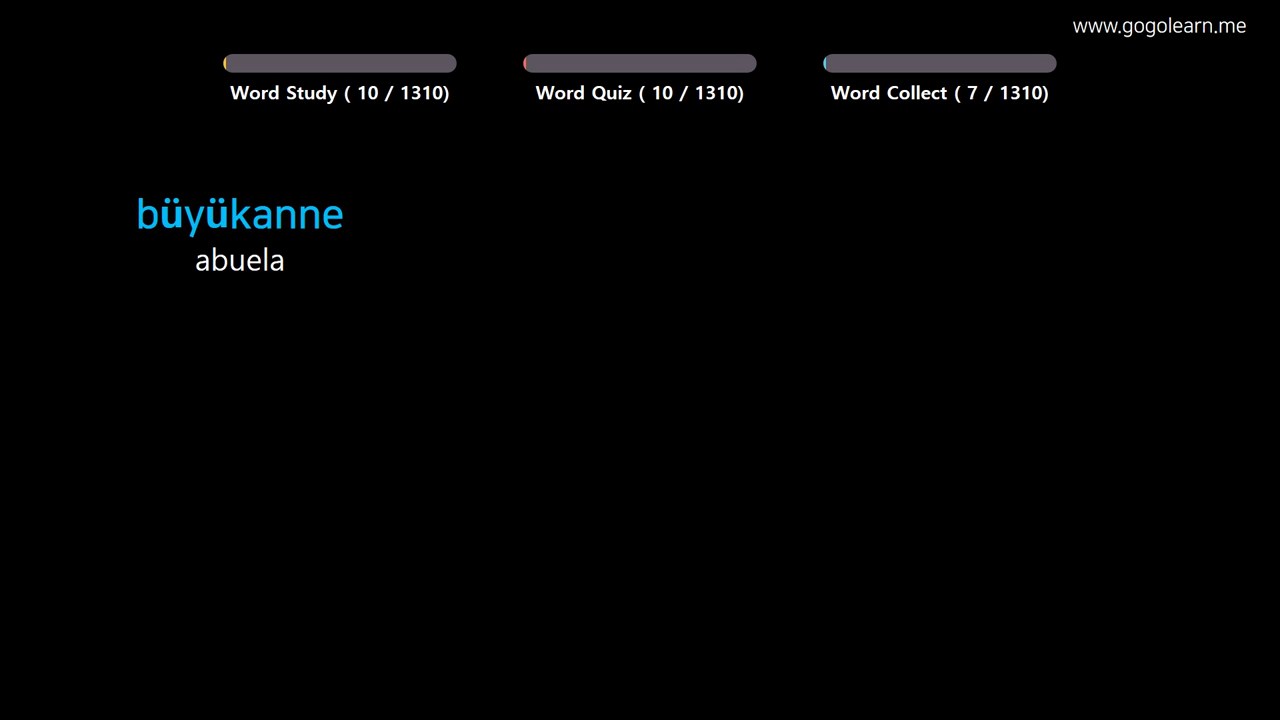 www.gogolearn.me
Word Study ( 10 / 1310)
Word Quiz ( 10 / 1310)
Word Collect ( 7 / 1310)
büyükanne
abuela